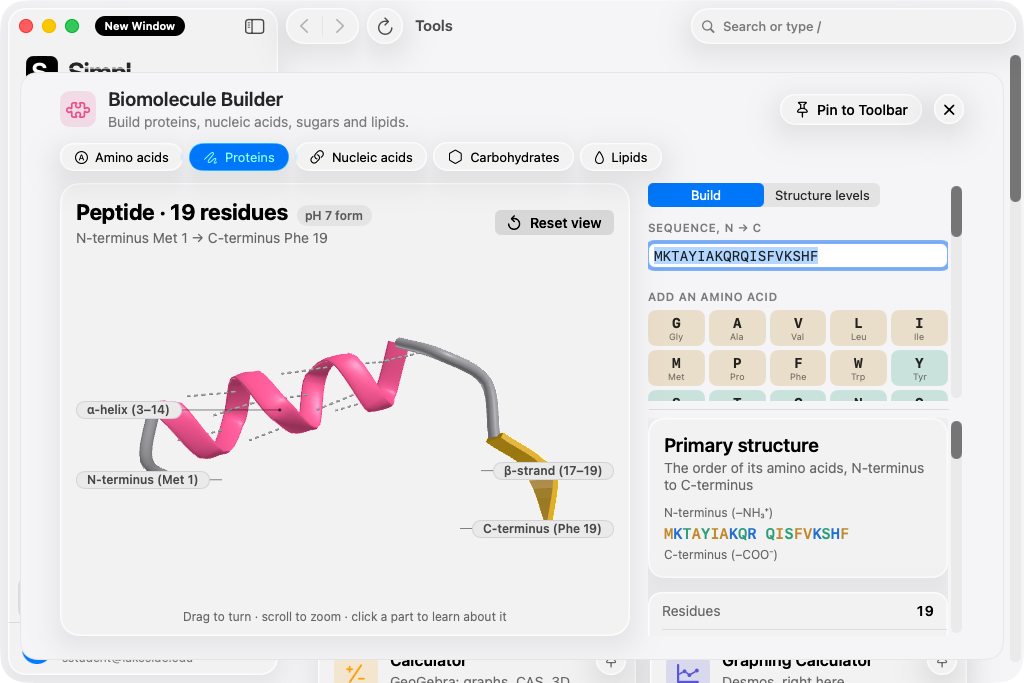 New Window
Tools
Search or type /
Biomolecule Builder
Build proteins, nucleic acids, sugars and lipids.
Pin to Toolbar
Amino acids
Proteins
Nucleic acids
Carbohydrates
Lipids
Peptide · 19 residues
pH 7 form
N-terminus Met 1 → C-terminus Phe 19
Reset view
α-helix (3–14)
N-terminus (Met 1)
β-strand (17–19)
C-terminus (Phe 19)
Drag to turn · scroll to zoom · click a part to learn about it
Build
Structure levels
SEQUENCE, N → C
MKTAYIAKQRQISFVKSHF
ADD AN AMINO ACID
G A V L I
Gly Ala Val Leu Ile
M P F W Y
Met Pro Phe Trp Tyr
Primary structure
The order of its amino acids, N-terminus
to C-terminus
N-terminus (−NH₃⁺)
MKTAYIAKQR QISFVKSHF
C-terminus (−COO⁻)
Residues 19
Calculator
GeoGebra: graphs, CAS, 3D
Graphing Calculator
Desmos, right here